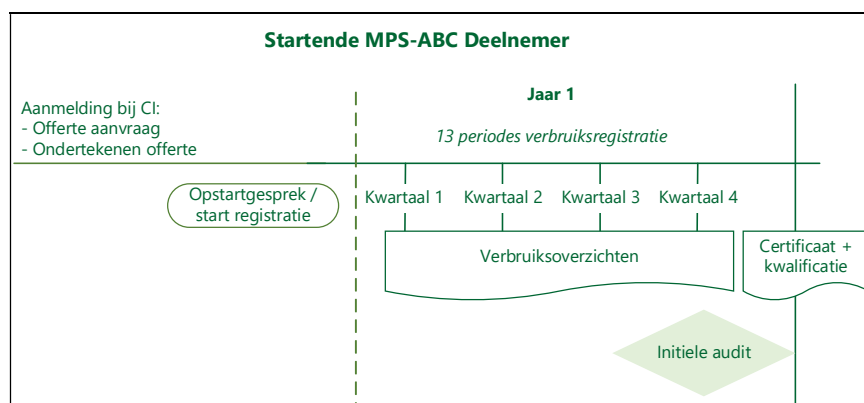 Startende MPS-ABC Deelnemer
Aanmelding bij CI:
- Offerte aanvraag
- Ondertekenen offerte
Jaar 1
13 periodes verbruiksregistratie
Opstartgesprek /
start registratie
Kwartaal 1
Kwartaal 2
Kwartaal 3
Kwartaal 4
Verbruiksoverzichten
Certificaat +
kwalificatie
Initiele audit